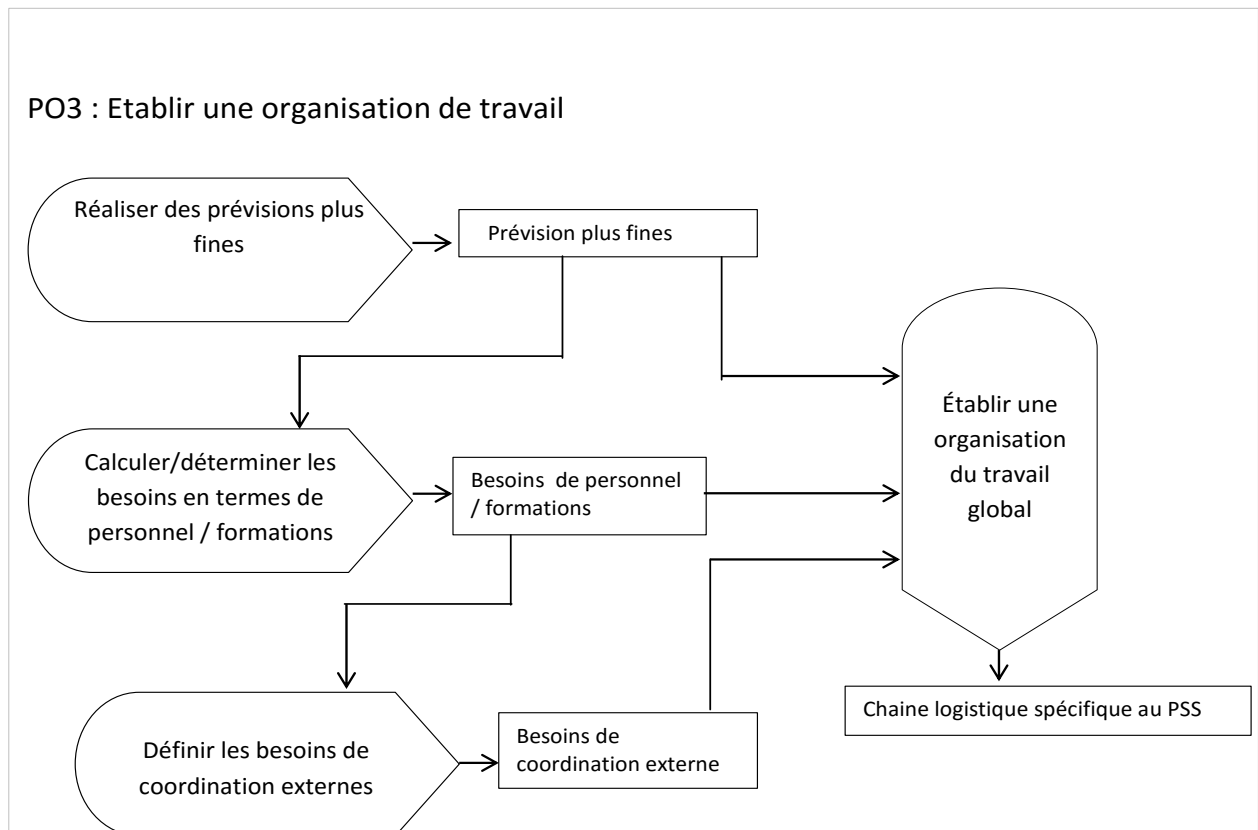 PO3 : Etablir une organisation de travail
Réaliser des prévisions plus
fines
Prévision plus fines
Établir une
organisation
du travail
global
Calculer/déterminer les
besoins en termes de
personnel / formations
Besoins de personnel
/ formations
Chaine logistique spécifique au PSS
Définir les besoins de
coordination externes
Besoins de
coordination externe